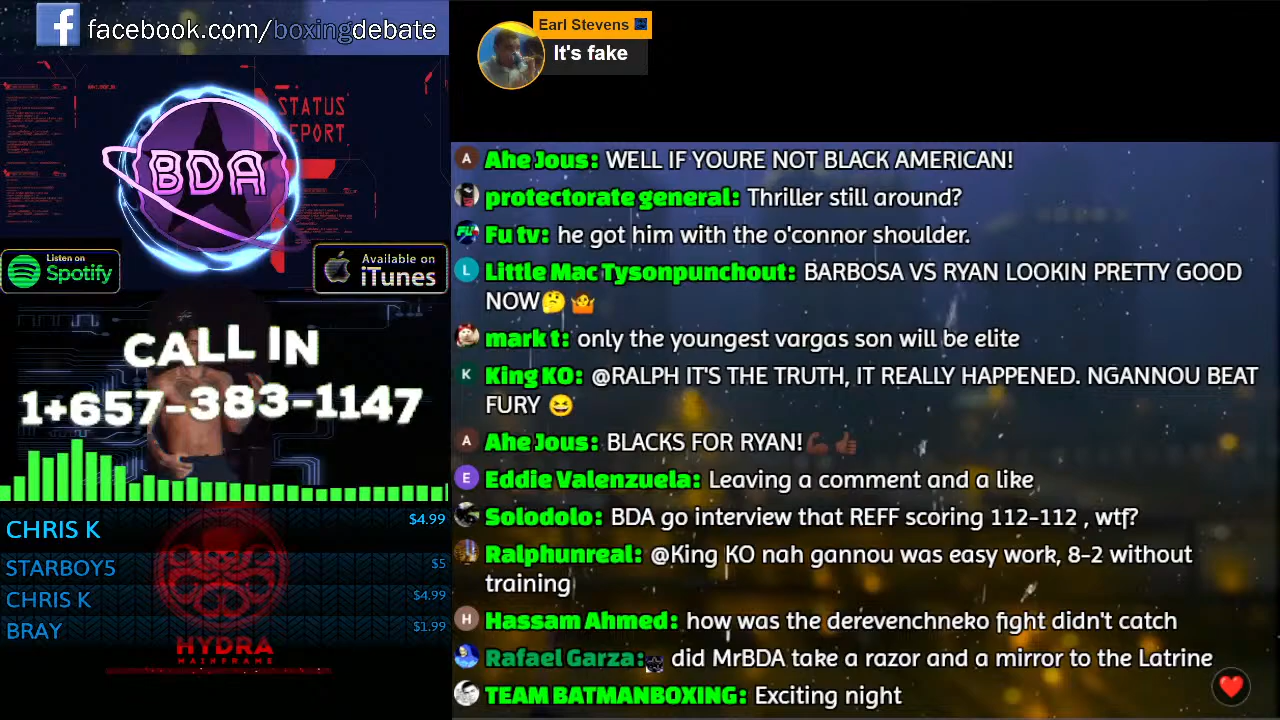 facebook.com/boxingdebate
STATUS
REPORT
BDA
Listen on
Spotify
Available on
iTunes
CALL IN
1+657-383-1147
CHRIS K $4.99
STARBOY5 $5
CHRIS K $4.99
BRAY $1.99
HYDRA
MAINFRAME
Earl Stevens
It's fake
A Ahe Jous: WELL IF YOURE NOT BLACK AMERICAN!
protectorate general: Thriller still around?
Fu tv: he got him with the o'connor shoulder.
L Little Mac Tysonpunchout: BARBOSA VS RYAN LOOKIN PRETTY GOOD
NOW🤔 🤷
mark t: only the youngest vargas son will be elite
K King KO: @RALPH IT'S THE TRUTH, IT REALLY HAPPENED. NGANNOU BEAT
FURY 😆
A Ahe Jous: BLACKS FOR RYAN!💪🏿👍🏿
E Eddie Valenzuela: Leaving a comment and a like
Solodolo: BDA go interview that REFF scoring 112-112 , wtf?
Ralphunreal: @King KO nah gannou was easy work, 8-2 without
training
H Hassam Ahmed: how was the derevenchneko fight didn't catch
Rafael Garza: did MrBDA take a razor and a mirror to the Latrine
TEAM BATMANBOXING: Exciting night